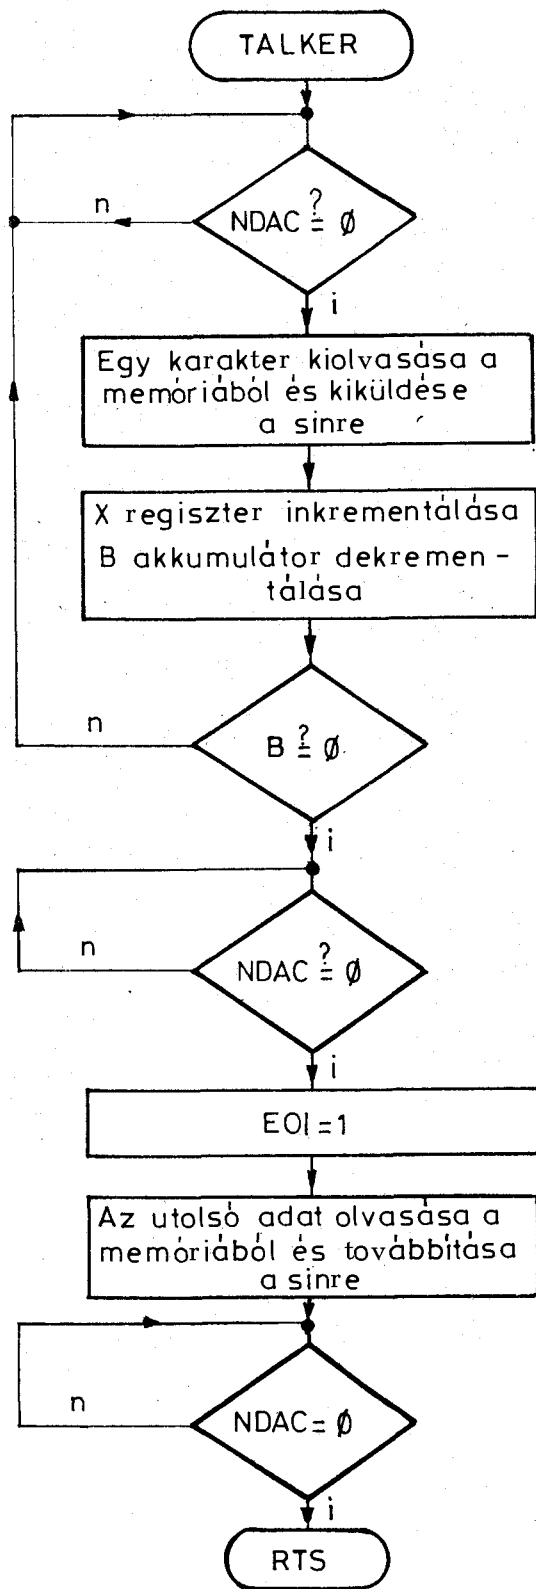 TALKER
n
NDAC ≟ Ø
i
Egy karakter kiolvasása a
memóriából és kiküldése
a sinre
X regiszter inkrementálása
B akkumulátor dekremen-
tálása
n
B ≟ Ø
i
n
NDAC ≟ Ø
i
EOI = 1
Az utolsó adat olvasása a
memóriából és továbbítása
a sinre
n
NDAC = Ø
i
RTS